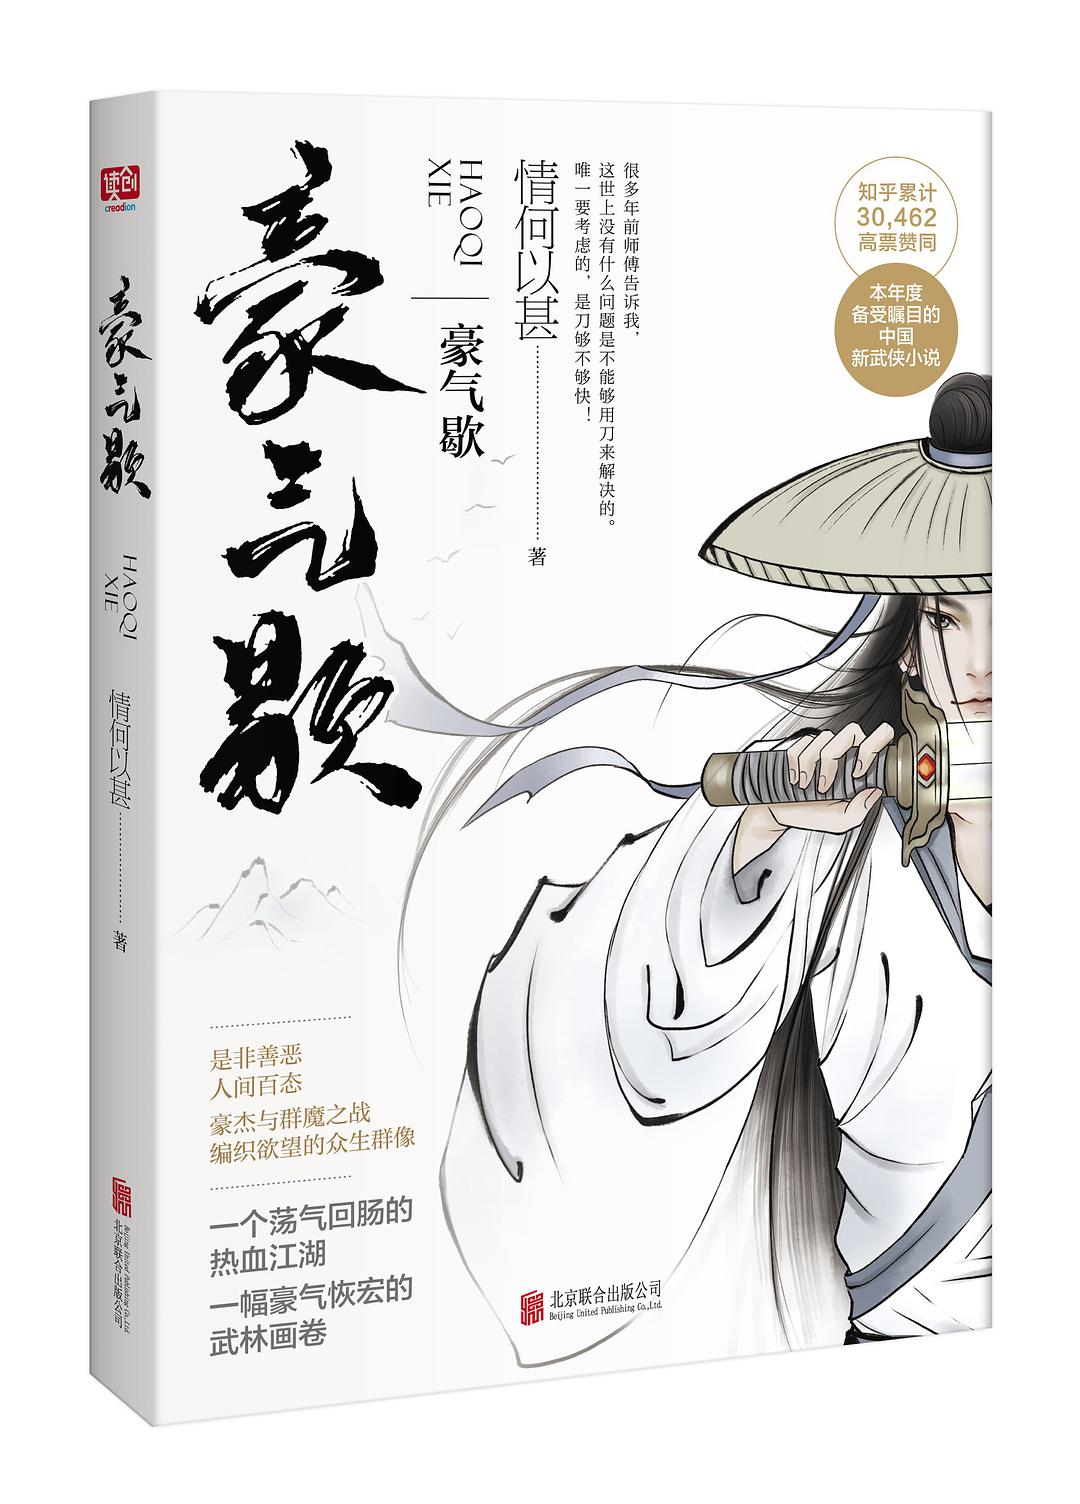 读创
creadion
豪气歇
HAOQI
XIE
情何以甚
著
北京联合出版公司
Beijing United Publishing Co.,Ltd.
豪气歇
HAOQI
XIE
豪气歇
情何以甚
著
很多年前师傅告诉我，
这世上没有什么问题是不能够用刀来解决的。
唯一要考虑的，是刀够不够快！
知乎累计
30,462
高票赞同
本年度
备受瞩目的
中国
新武侠小说
是非善恶
人间百态
豪杰与群魔之战
编织欲望的众生群像
一个荡气回肠的
热血江湖
一幅豪气恢宏的
武林画卷
北京联合出版公司
Beijing United Publishing Co.,Ltd.